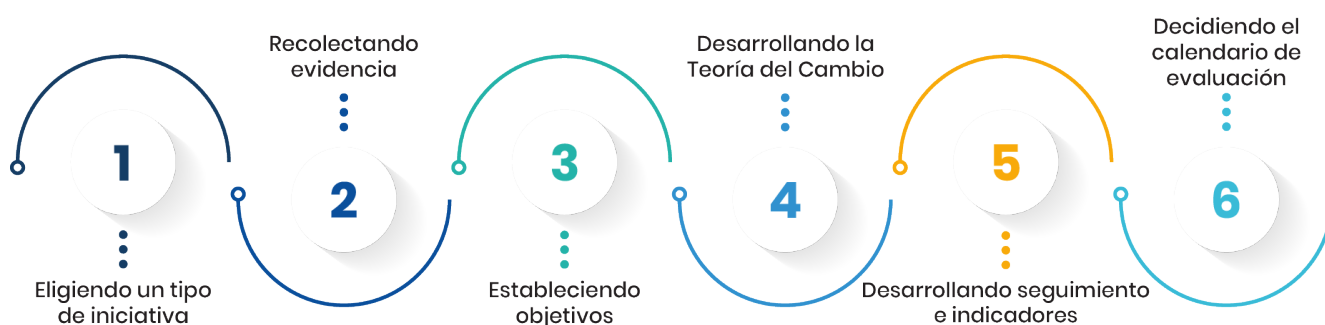 1
Eligiendo un tipo
de iniciativa
Recolectando
evidencia
2
3
Estableciendo
objetivos
Desarrollando la
Teoría del Cambio
4
5
Desarrollando seguimiento
e indicadores
Decidiendo el
calendario de
evaluación
6